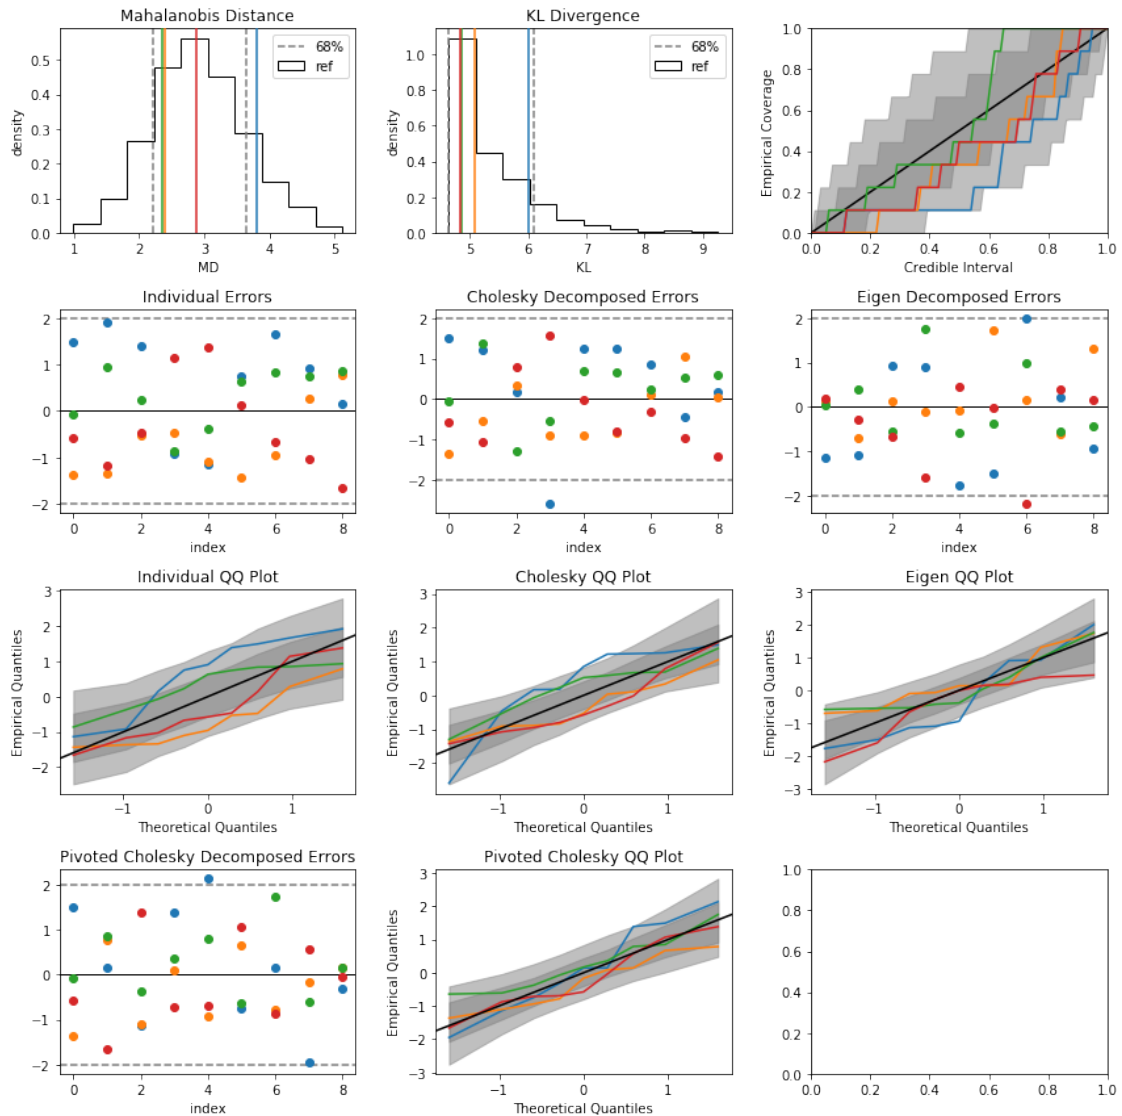 Mahalanobis Distance
density
0.5
0.4
0.3
0.2
0.1
0.0
1 2 3 4 5
MD
68%
ref
KL Divergence
density
1.0
0.8
0.6
0.4
0.2
0.0
5 6 7 8 9
KL
68%
ref
Empirical Coverage
1.0
0.8
0.6
0.4
0.2
0.0
0.0 0.2 0.4 0.6 0.8 1.0
Credible Interval
Individual Errors
2
1
0
−1
−2
0 2 4 6 8
index
Cholesky Decomposed Errors
2
1
0
−1
−2
0 2 4 6 8
index
Eigen Decomposed Errors
2
1
0
−1
−2
0 2 4 6 8
index
Individual QQ Plot
Empirical Quantiles
3
2
1
0
−1
−2
−1 0 1
Theoretical Quantiles
Cholesky QQ Plot
Empirical Quantiles
3
2
1
0
−1
−2
−1 0 1
Theoretical Quantiles
Eigen QQ Plot
Empirical Quantiles
3
2
1
0
−1
−2
−3
−1 0 1
Theoretical Quantiles
Pivoted Cholesky Decomposed Errors
2
1
0
−1
−2
0 2 4 6 8
index
Pivoted Cholesky QQ Plot
Empirical Quantiles
3
2
1
0
−1
−2
−3
−1 0 1
Theoretical Quantiles
1.0
0.8
0.6
0.4
0.2
0.0
0.0 0.2 0.4 0.6 0.8 1.0